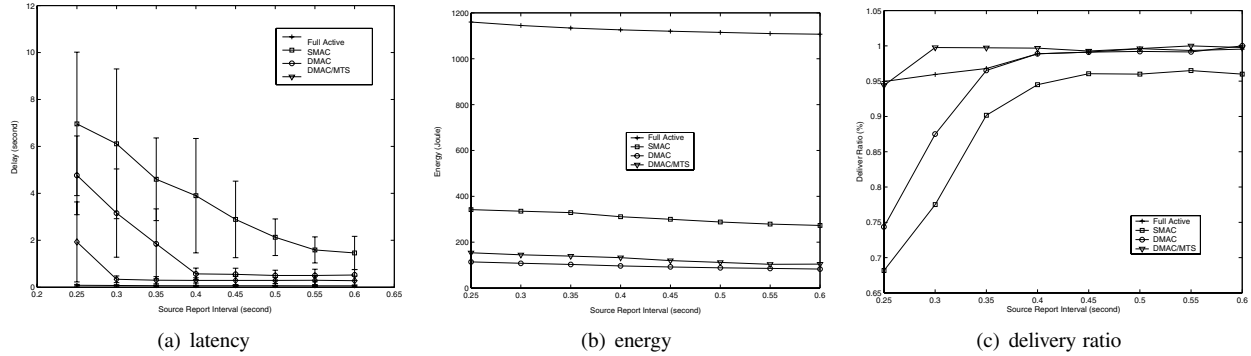 12
10
8
6
4
2
0
Delay (second)
0.2 0.25 0.3 0.35 0.4 0.45 0.5 0.55 0.6 0.65
Source Report Interval (second)
Full Active
SMAC
DMAC
DMAC/MTS
(a) latency
1200
1000
800
600
400
200
0
Energy (Joule)
0.25 0.3 0.35 0.4 0.45 0.5 0.55 0.6
Source Report Interval (second)
Full Active
SMAC
DMAC
DMAC/MTS
(b) energy
1.05
1
0.95
0.9
0.85
0.8
0.75
0.7
0.65
Deliver Ratio (%)
0.25 0.3 0.35 0.4 0.45 0.5 0.55 0.6
Source Report Interval (second)
Full Active
SMAC
DMAC
DMAC/MTS
(c) delivery ratio